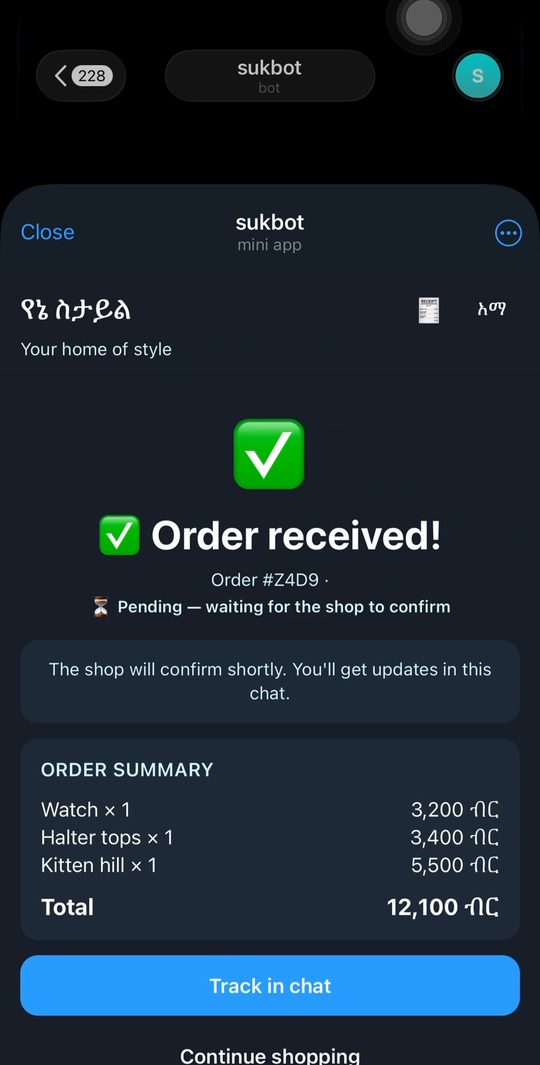 228
sukbot
bot
S
Close
sukbot
mini app
የኔ ስታይል
RECEIPT
አማ
Your home of style
Order received!
Order #Z4D9 ·
Pending — waiting for the shop to confirm
The shop will confirm shortly. You'll get updates in this
chat.
ORDER SUMMARY
Watch × 1 3,200 ብር
Halter tops × 1 3,400 ብር
Kitten hill × 1 5,500 ብር
Total 12,100 ብር
Track in chat
Continue shopping